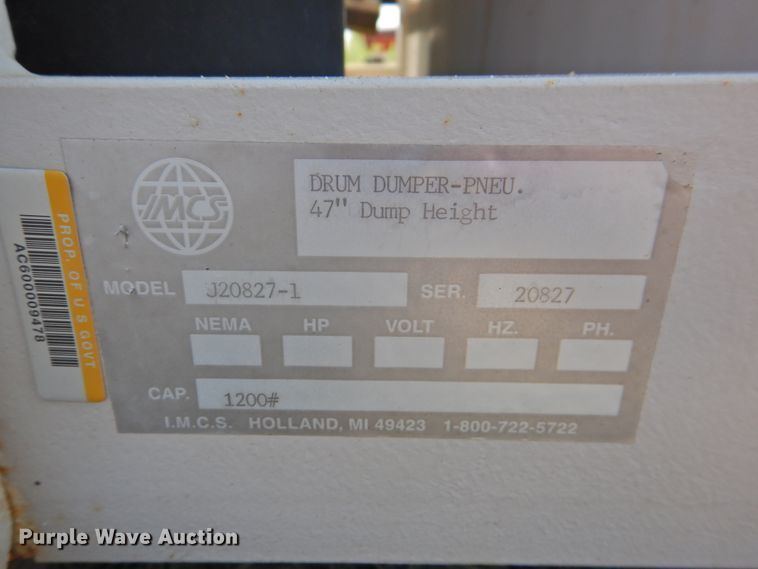 IMCS
DRUM DUMPER-PNEU.
47" Dump Height
MODEL J20827-1 SER. 20827
NEMA HP VOLT HZ. PH.
CAP. 1200#
I.M.C.S. HOLLAND, MI 49423 1-800-722-5722
PROP. OF U S GOVT
AC600009478
Purple Wave Auction